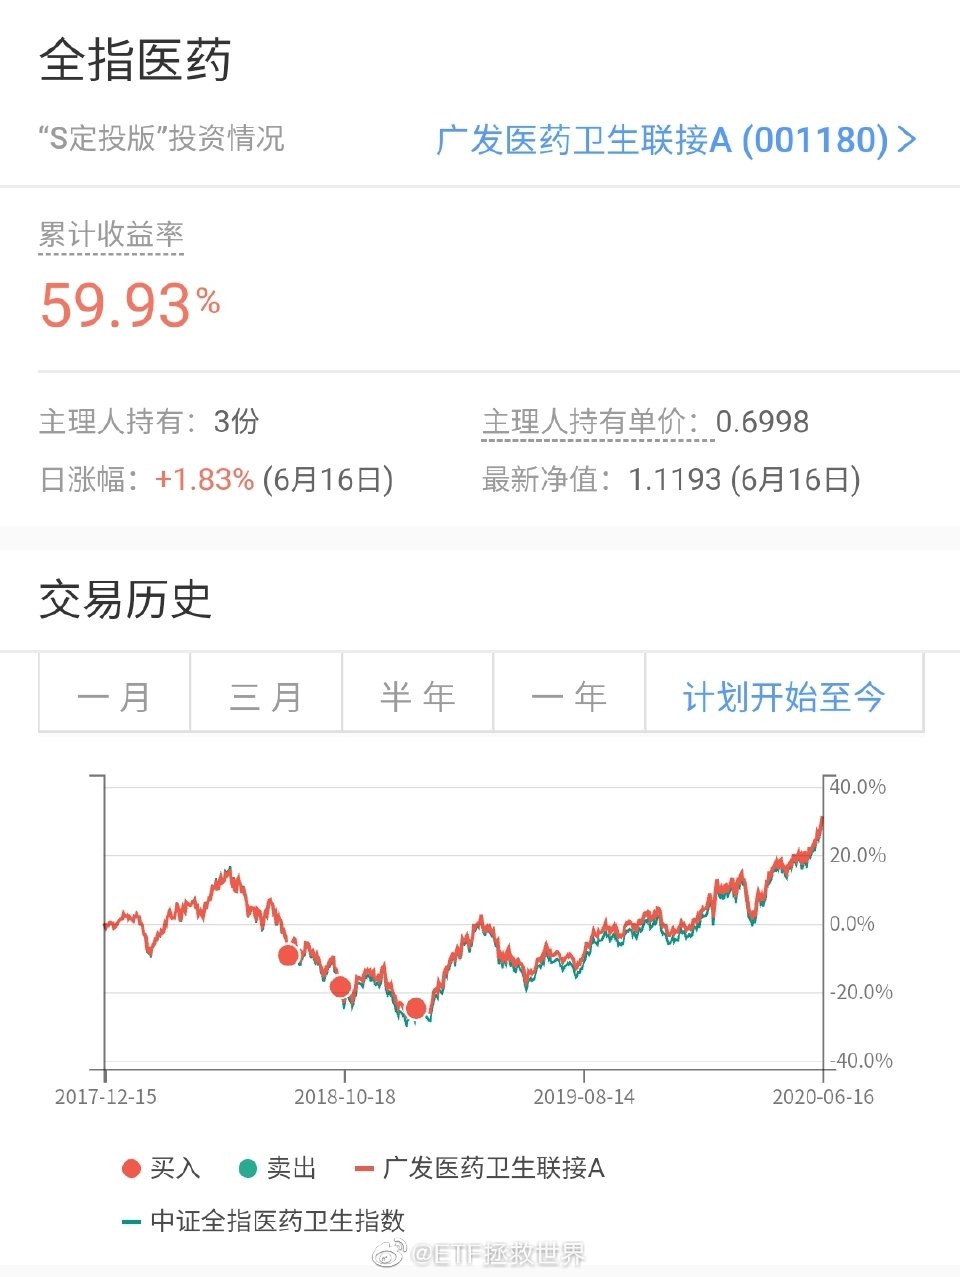 全指医药
“S定投版”投资情况 广发医药卫生联接A (001180)
累计收益率
59.93%
主理人持有：3份 主理人持有单价：0.6998
日涨幅：+1.83% (6月16日) 最新净值：1.1193 (6月16日)
交易历史
一月 三月 半年 一年 计划开始至今
40.0%
20.0%
0.0%
-20.0%
-40.0%
2017-12-15 2018-10-18 2019-08-14 2020-06-16
买入 卖出 广发医药卫生联接A
中证全指医药卫生指数
@ETF拯救世界